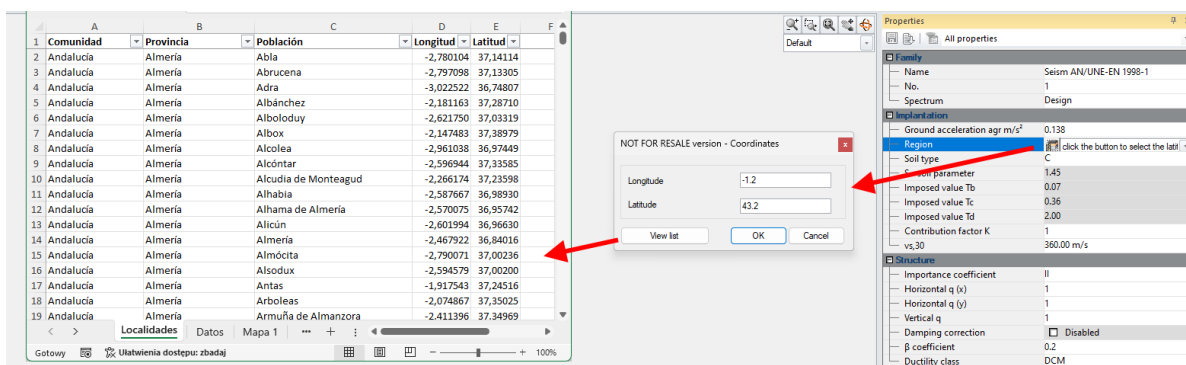 A B C D E F
1 Comunidad Provincia Población Longitud Latitud
2 Andalucía Almería Abla -2,780104 37,14114
3 Andalucía Almería Abrucena -2,797098 37,13305
4 Andalucía Almería Adra -3,022522 36,74807
5 Andalucía Almería Albánchez -2,181163 37,28710
6 Andalucía Almería Alboloduy -2,621750 37,03319
7 Andalucía Almería Albox -2,147483 37,38979
8 Andalucía Almería Alcolea -2,961038 36,97449
9 Andalucía Almería Alcóntar -2,596944 37,33585
10 Andalucía Almería Alcudia de Monteagud -2,266174 37,23598
11 Andalucía Almería Alhabia -2,587667 36,98930
12 Andalucía Almería Alhama de Almería -2,570075 36,95742
13 Andalucía Almería Alicún -2,601994 36,96630
14 Andalucía Almería Almería -2,467922 36,84016
15 Andalucía Almería Almócita -2,790071 37,00236
16 Andalucía Almería Alsodux -2,594579 37,00200
17 Andalucía Almería Antas -1,917543 37,24516
18 Andalucía Almería Arboleas -2,074867 37,35025
19 Andalucía Almería Armuña de Almanzora -2,411396 37,34969
Localidades Datos Mapa 1 ... +
Gotowy Ułatwienia dostępu: zbadaj 100%
Default
NOT FOR RESALE version - Coordinates
Longitude -1.2
Latitude 43.2
View list OK Cancel
Properties
All properties
Family
Name Seism AN/UNE-EN 1998-1
No. 1
Spectrum Design
Implantation
Ground acceleration agr m/s² 0.138
Region click the button to select the latit
Soil type C
soil parameter 1.45
Imposed value Tb 0.07
Imposed value Tc 0.36
Imposed value Td 2.00
Contribution factor K 1
vs,30 360.00 m/s
Structure
Importance coefficient II
Horizontal q (x) 1
Horizontal q (y) 1
Vertical q 1
Damping correction Disabled
β coefficient 0.2
Ductility class DCM